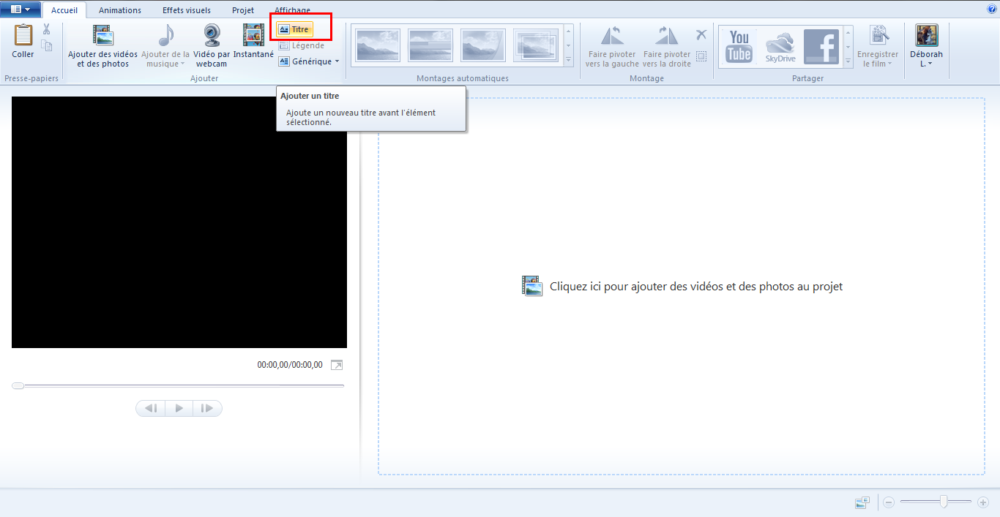 Accueil
Animations
Effets visuels
Projet
Affichage
Coller
Presse-papiers
Ajouter des vidéos
et des photos
Ajouter de la
musique
Vidéo par
webcam
Instantané
Titre
Légende
Générique
Ajouter
Montages automatiques
Faire pivoter
vers la gauche
Faire pivoter
vers la droite
Montage
You
Tube
SkyDrive
f
Partager
Enregistrer
le film
Déborah
L.
Ajouter un titre
Ajoute un nouveau titre avant l'élément
sélectionné.
Cliquez ici pour ajouter des vidéos et des photos au projet
00:00,00/00:00,00